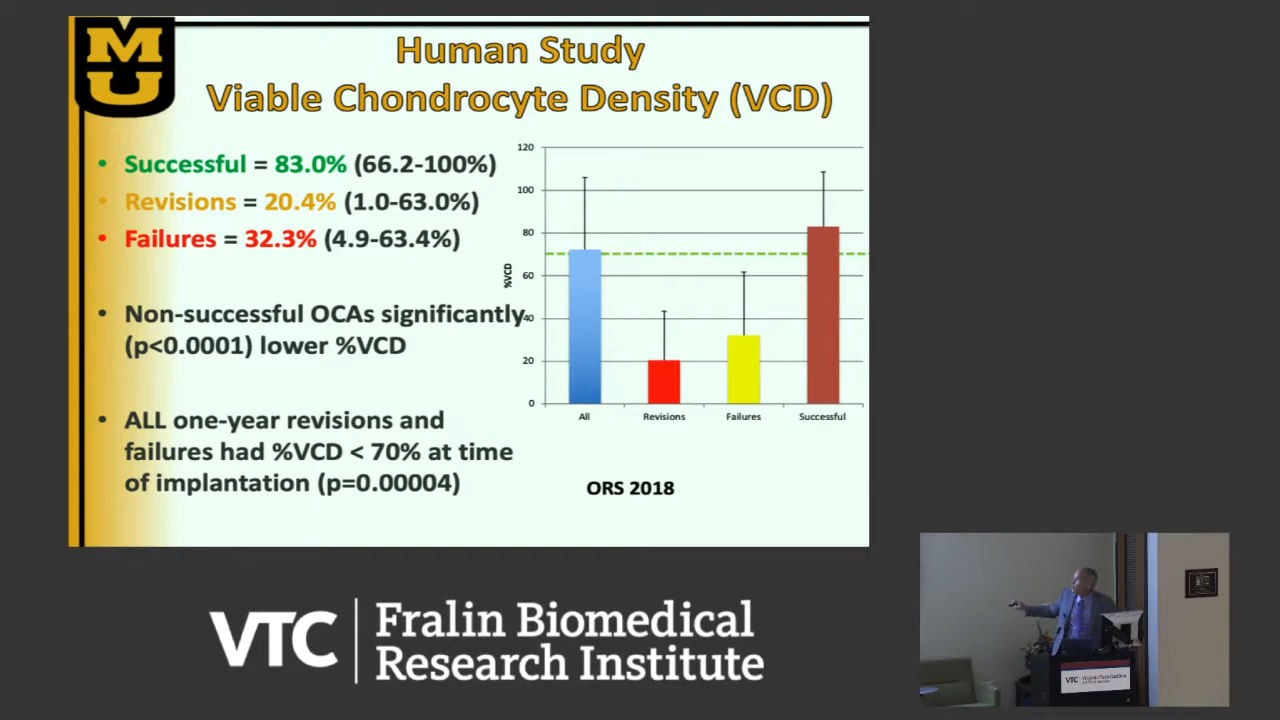 MU
Human Study
Viable Chondrocyte Density (VCD)
• Successful = 83.0% (66.2-100%)
• Revisions = 20.4% (1.0-63.0%)
• Failures = 32.3% (4.9-63.4%)
• Non-successful OCAs significantly
(p<0.0001) lower %VCD
• ALL one-year revisions and
failures had %VCD < 70% at time
of implantation (p=0.00004)
%VCD
120
100
80
60
40
20
0
All Revisions Failures Successful
ORS 2018
VTC
Fralin Biomedical
Research Institute
VTC